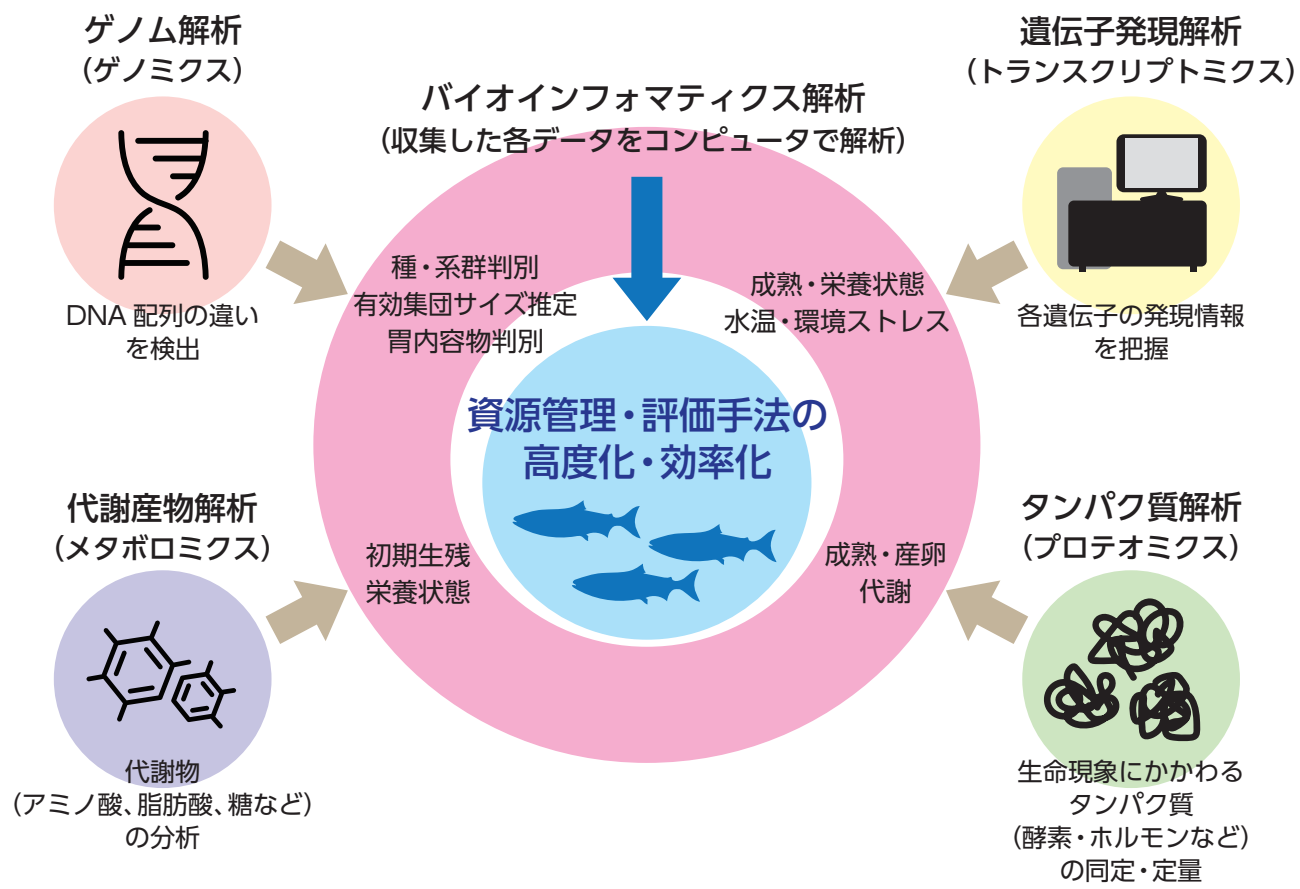 ゲノム解析
(ゲノミクス)
DNA 配列の違い
を検出
バイオインフォマティクス解析
(収集した各データをコンピュータで解析)
遺伝子発現解析
(トランスクリプトミクス)
各遺伝子の発現情報
を把握
種・系群判別
有効集団サイズ推定
胃内容物判別
成熟・栄養状態
水温・環境ストレス
資源管理・評価手法の
高度化・効率化
代謝産物解析
(メタボロミクス)
代謝物
(アミノ酸、脂肪酸、糖など)
の分析
初期生残
栄養状態
成熟・産卵
代謝
タンパク質解析
(プロテオミクス)
生命現象にかかわる
タンパク質
(酵素・ホルモンなど)
の同定・定量